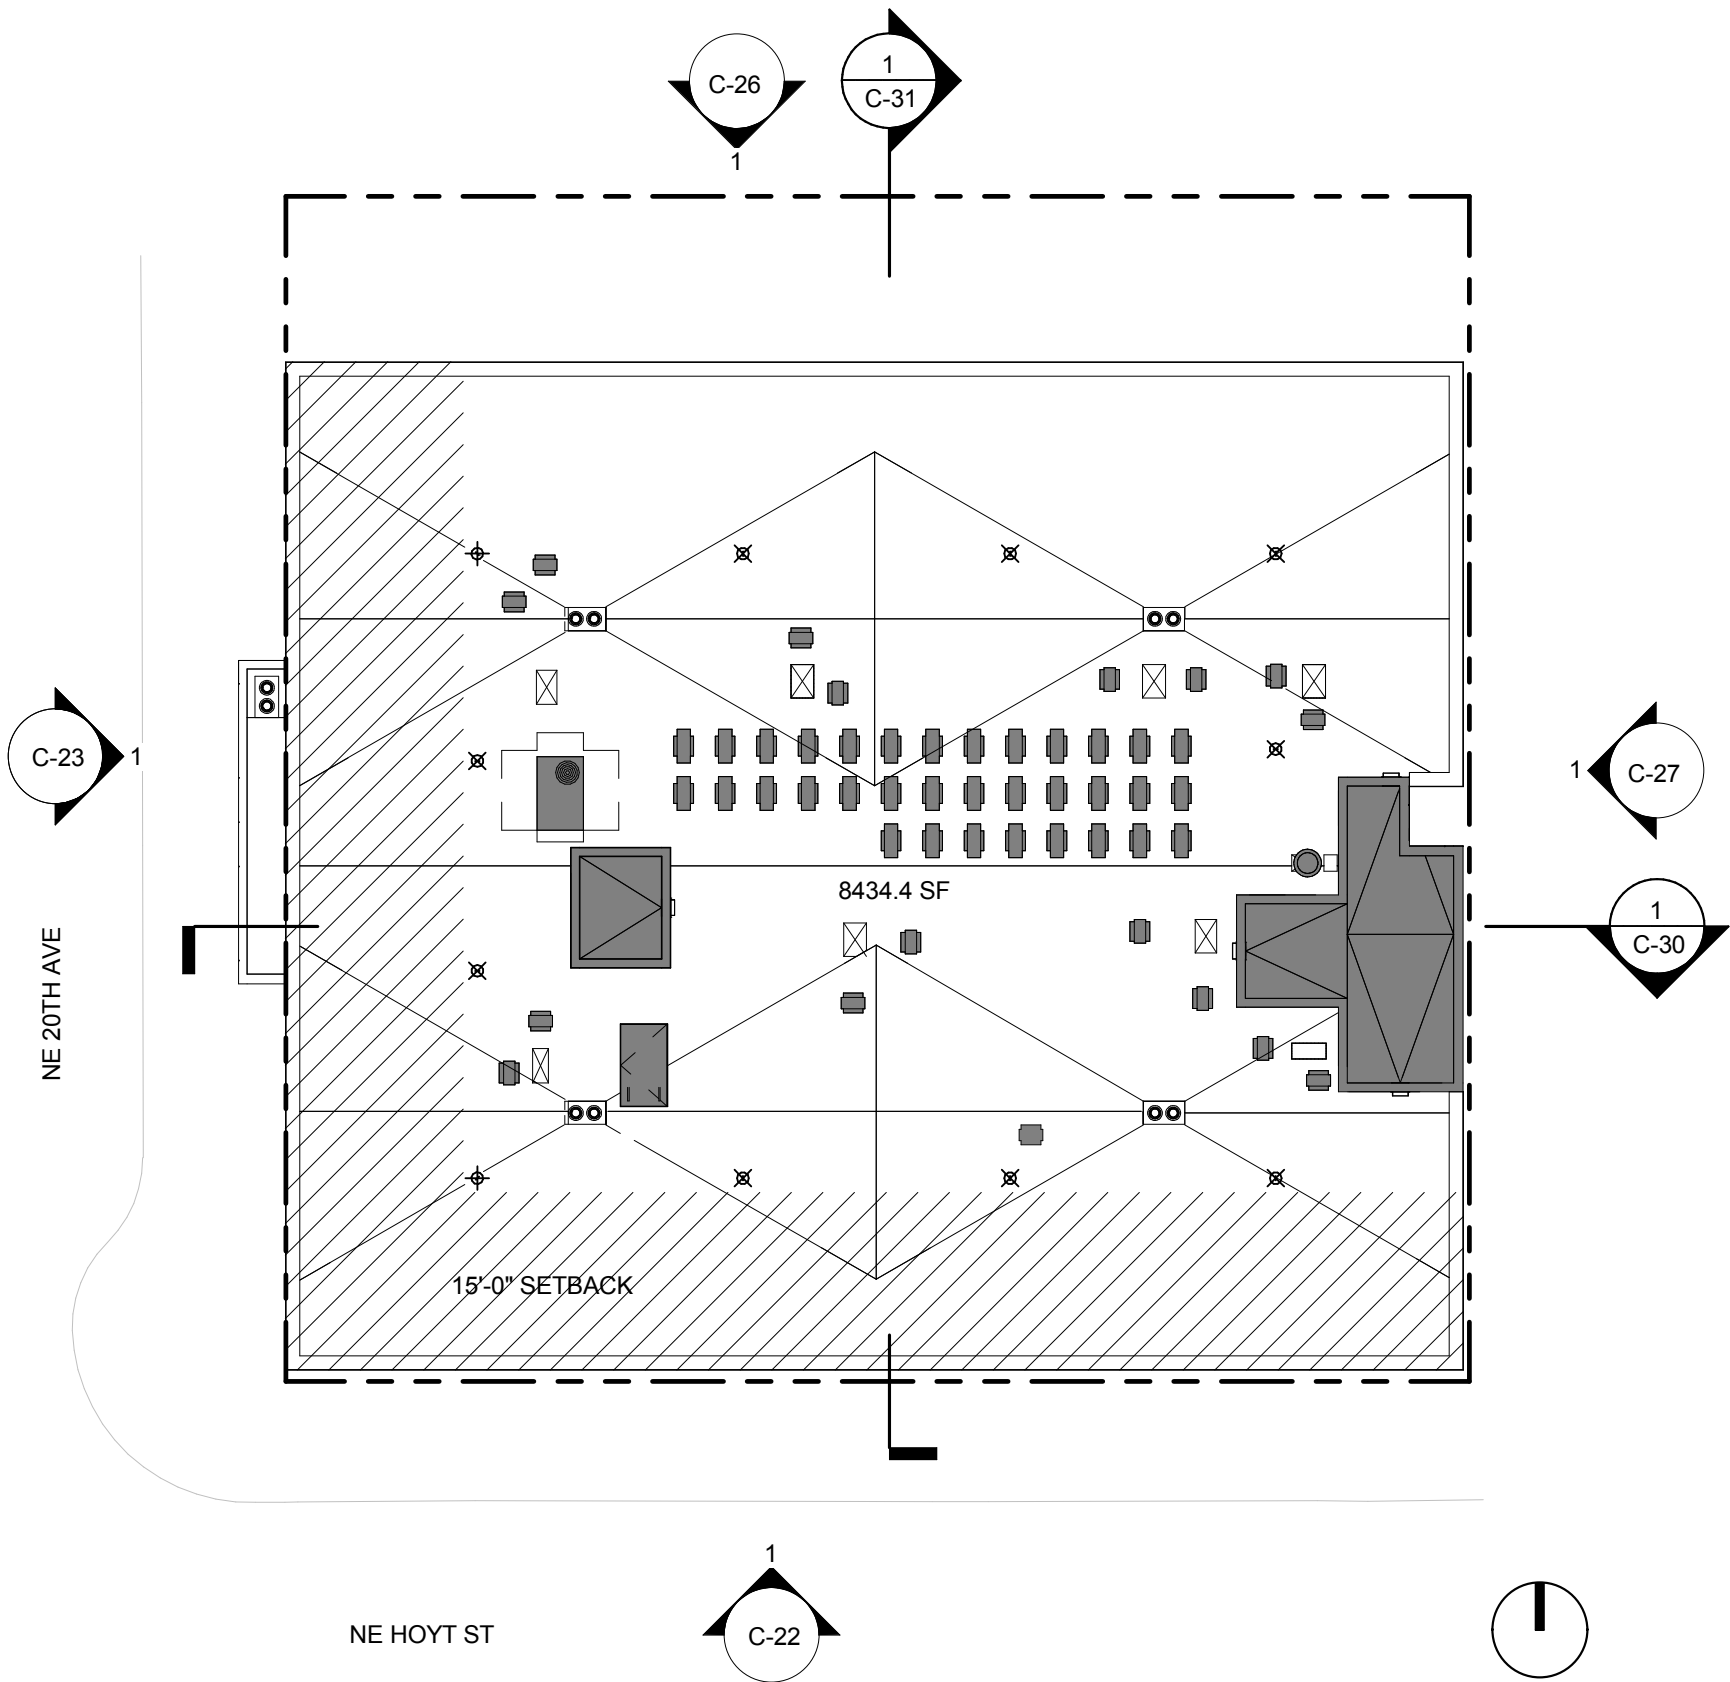 C-26
1
1
C-31
C-23
1
1
C-27
8434.4 SF
1
C-30
NE 20TH AVE
15'-0" SETBACK
1
C-22
NE HOYT ST